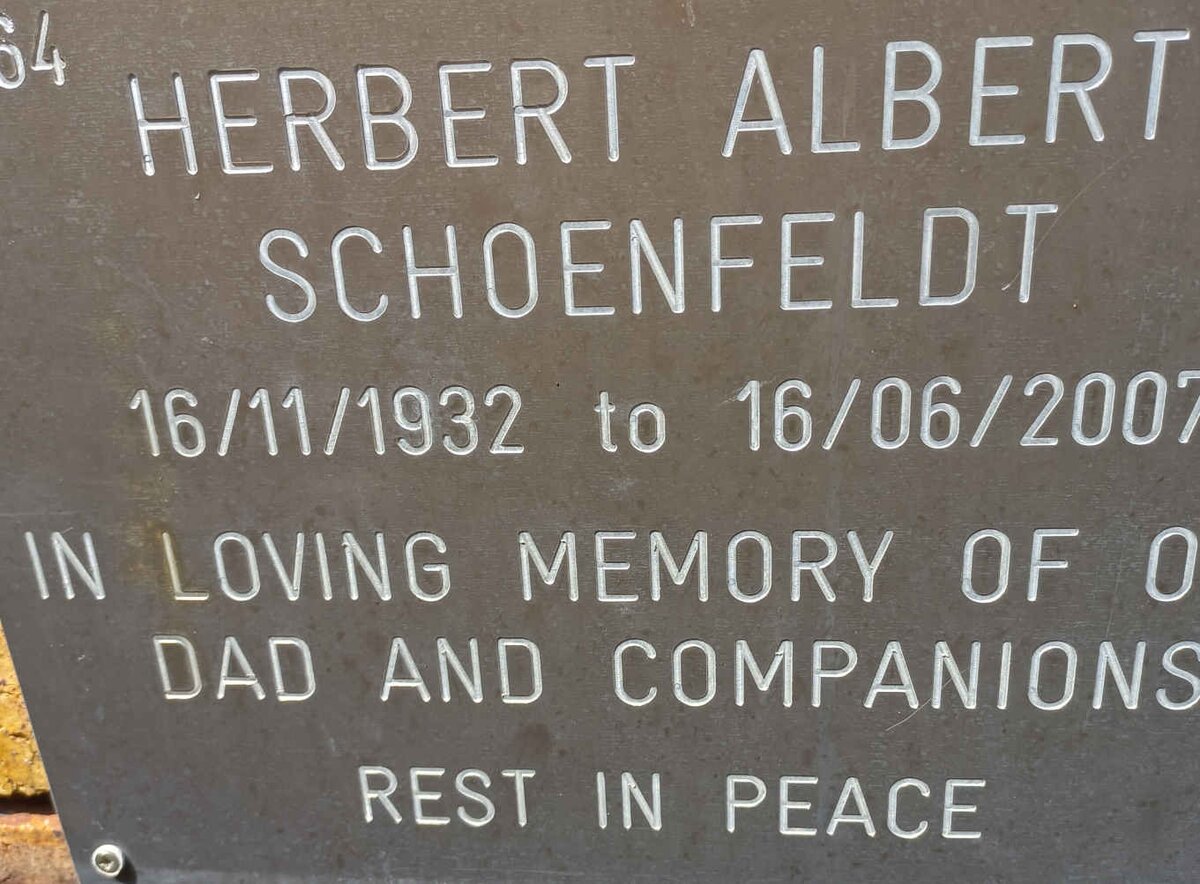 64
HERBERT ALBERT
SCHOENFELDT
16/11/1932 to 16/06/2007
IN LOVING MEMORY OF
DAD AND COMPANIONS
REST IN PEACE